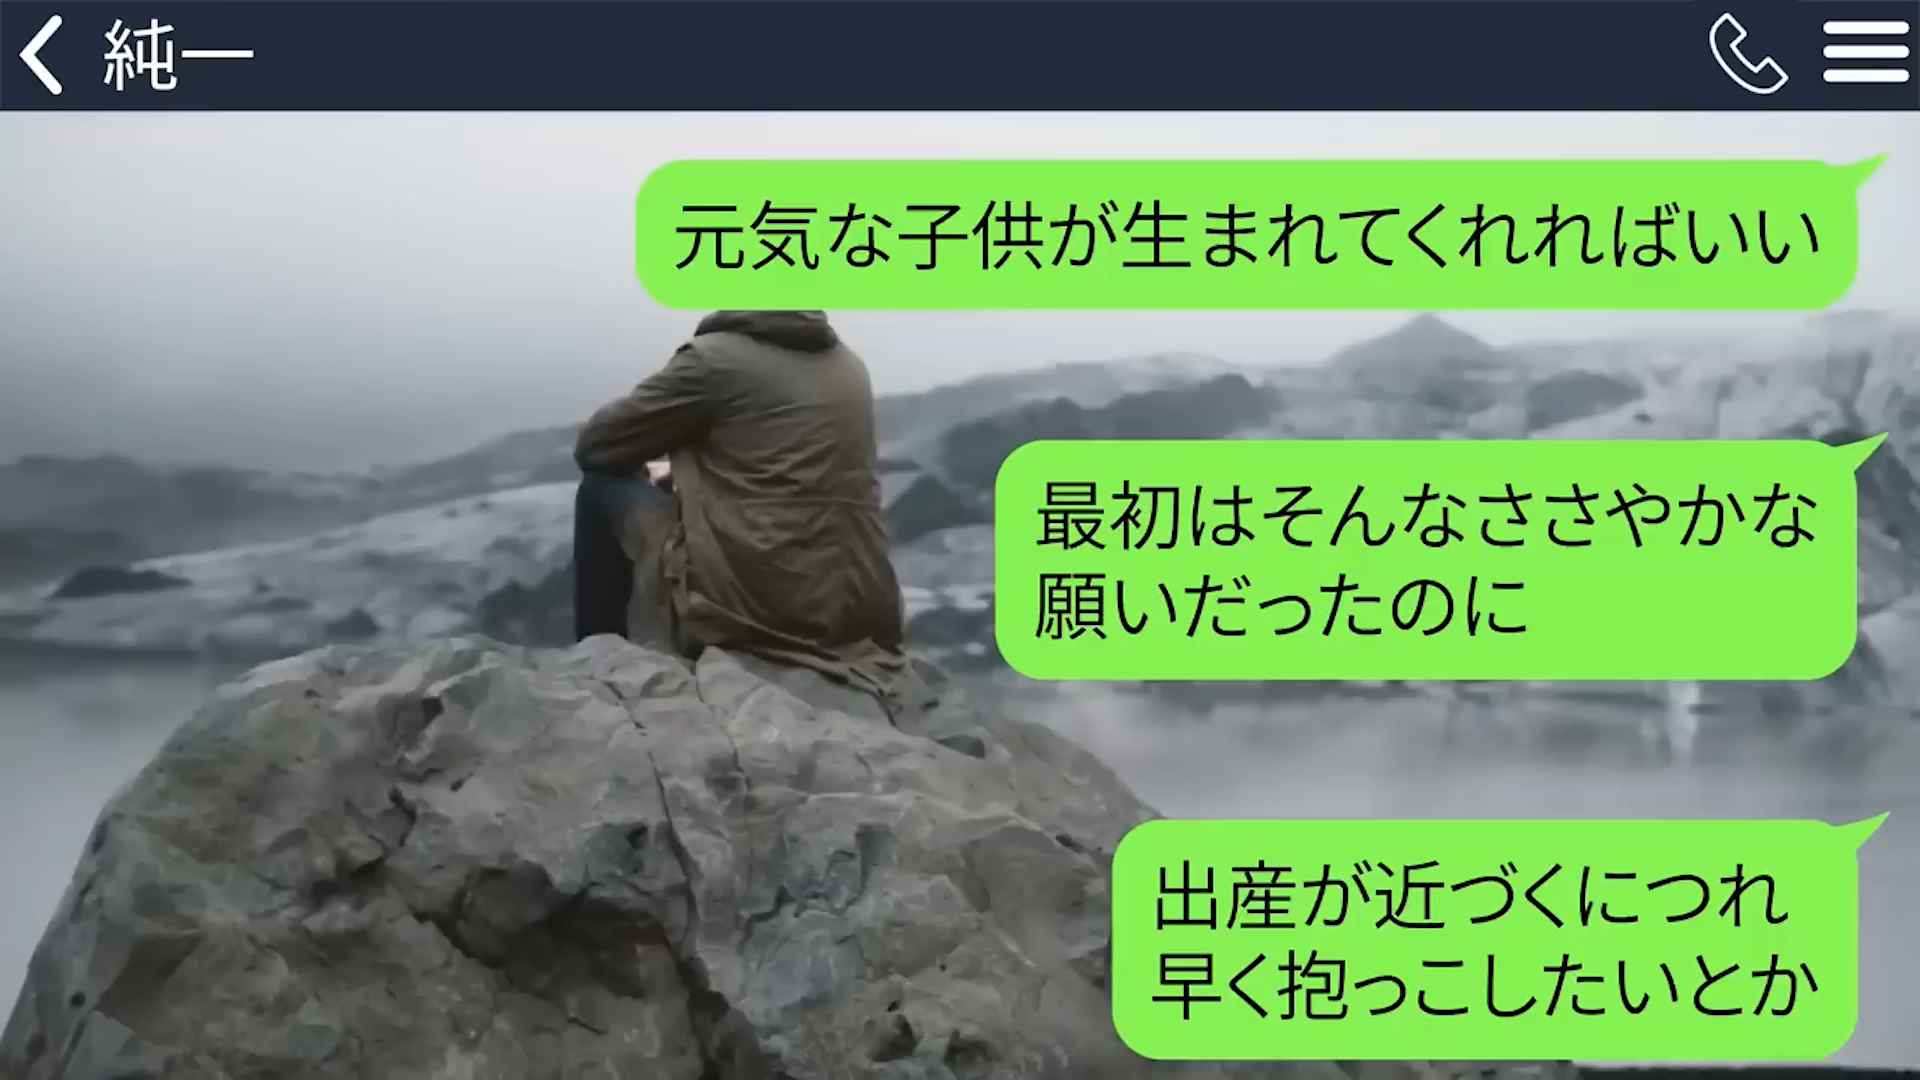 純一
元気な子供が生まれてくれればいい
最初はそんなささやかな
願いだったのに
出産が近づくにつれ
早く抱っこしたいとか